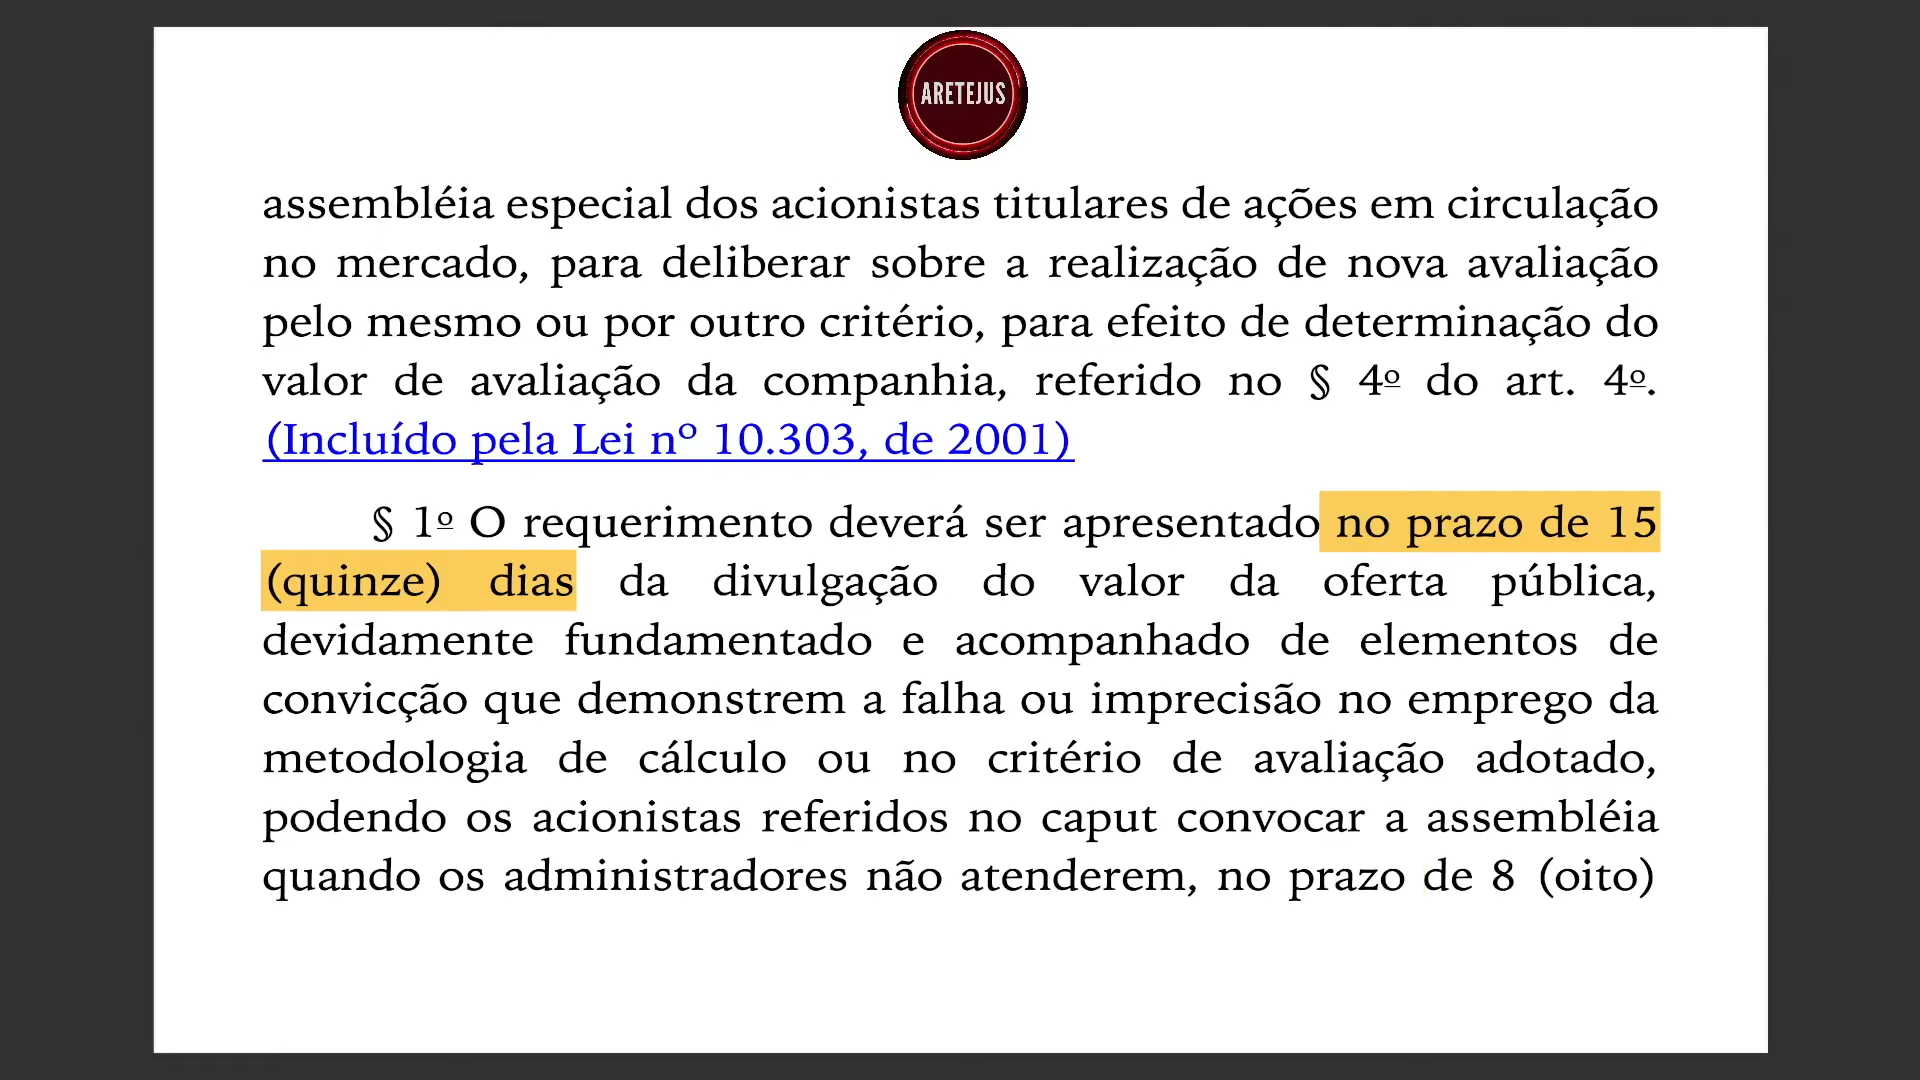 ARETEJUS
assembléia especial dos acionistas titulares de ações em circulação
no mercado, para deliberar sobre a realização de nova avaliação
pelo mesmo ou por outro critério, para efeito de determinação do
valor de avaliação da companhia, referido no § 4º do art. 4º.
(Incluído pela Lei nº 10.303, de 2001)
§ 1º O requerimento deverá ser apresentado no prazo de 15
(quinze) dias da divulgação do valor da oferta pública,
devidamente fundamentado e acompanhado de elementos de
convicção que demonstrem a falha ou imprecisão no emprego da
metodologia de cálculo ou no critério de avaliação adotado,
podendo os acionistas referidos no caput convocar a assembléia
quando os administradores não atenderem, no prazo de 8 (oito)